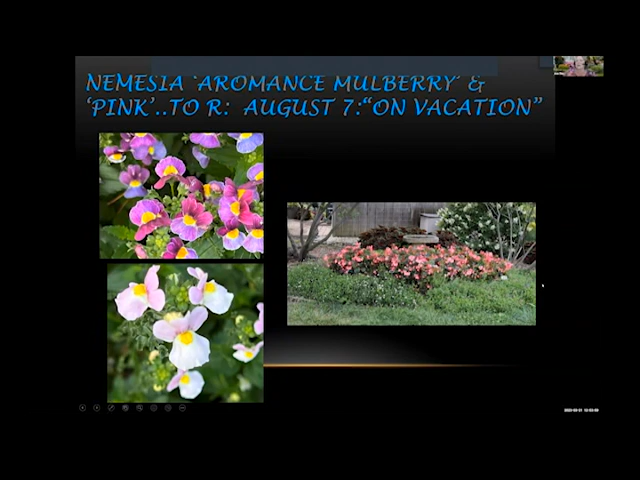 NEMESIA ‘AROMANCE MULBERRY’ &
‘PINK’..TO R: AUGUST 7:“ON VACATION”